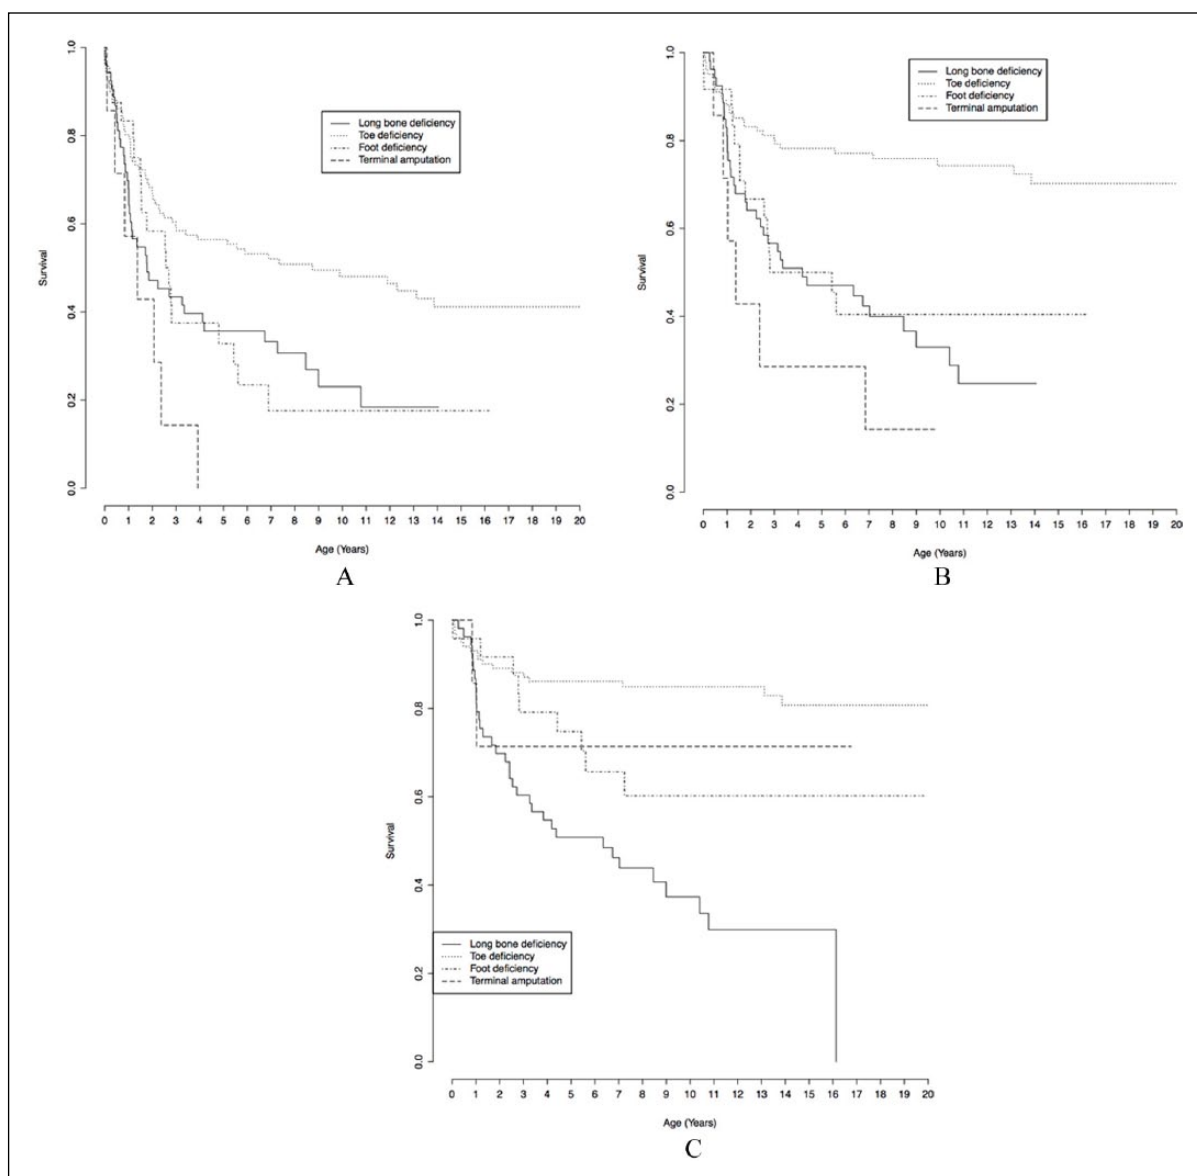 1.0
0.8
0.6
0.4
0.2
0.0
Survival
Long bone deficiency
Toe deficiency
Foot deficiency
Terminal amputation
0 1 2 3 4 5 6 7 8 9 10 11 12 13 14 15 16 17 18 19 20
Age (Years)
A
1.0
0.8
0.6
0.4
0.2
0.0
Survival
Long bone deficiency
Toe deficiency
Foot deficiency
Terminal amputation
0 1 2 3 4 5 6 7 8 9 10 11 12 13 14 15 16 17 18 19 20
Age (Years)
B
1.0
0.8
0.6
0.4
0.2
0.0
Survival
Long bone deficiency
Toe deficiency
Foot deficiency
Terminal amputation
0 1 2 3 4 5 6 7 8 9 10 11 12 13 14 15 16 17 18 19 20
Age (Years)
C